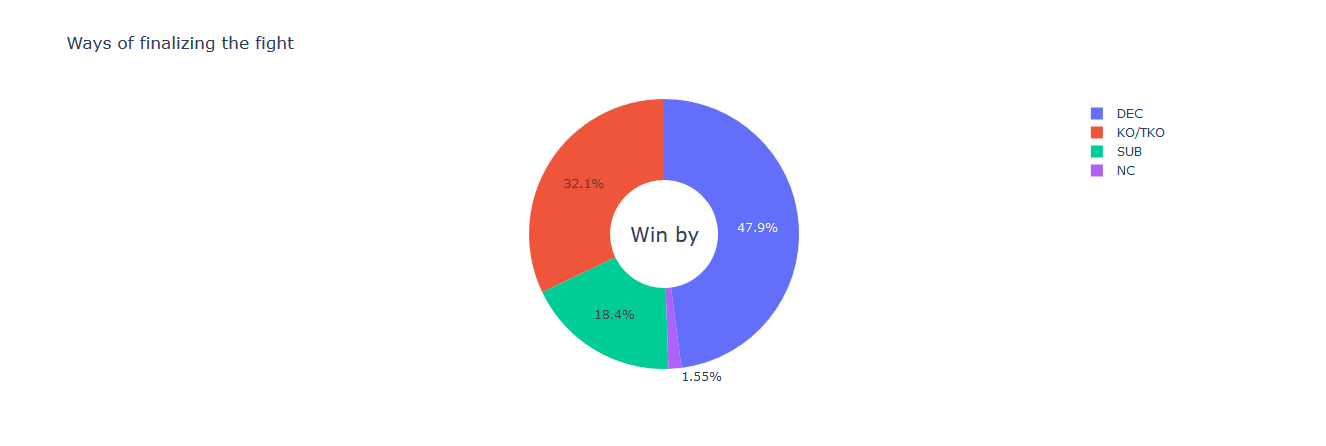 Ways of finalizing the fight
DEC
KO/TKO
SUB
NC
32.1%
47.9%
Win by
18.4%
1.55%